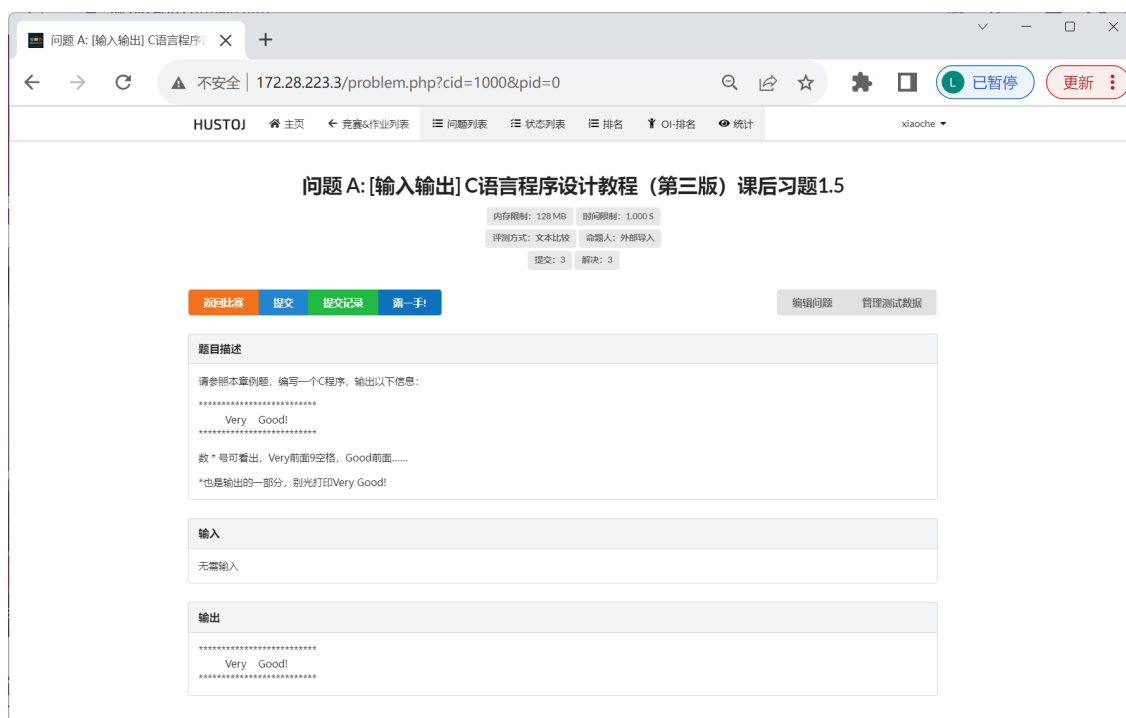 问题 A: [输入输出] C语言程序
不安全 172.28.223.3/problem.php?cid=1000&pid=0 L 已暂停 更新
HUSTOJ 主页 竞赛&作业列表 问题列表 状态列表 排名 OI-排名 统计 xiaoche
问题 A: [输入输出] C语言程序设计教程（第三版）课后习题1.5
内存限制：128 MB 时间限制：1.000 S
评测方式：文本比较 命题人：外部导入
提交：3 解决：3
返回比赛 提交 提交记录 露一手! 编辑问题 管理测试数据
题目描述
请参照本章例题，编写一个C程序，输出以下信息：
**************************
Very Good!
**************************
数 * 号可看出，Very前面9空格，Good前面......
*也是输出的一部分，别光打印Very Good!
输入
无需输入
输出
**************************
Very Good!
**************************